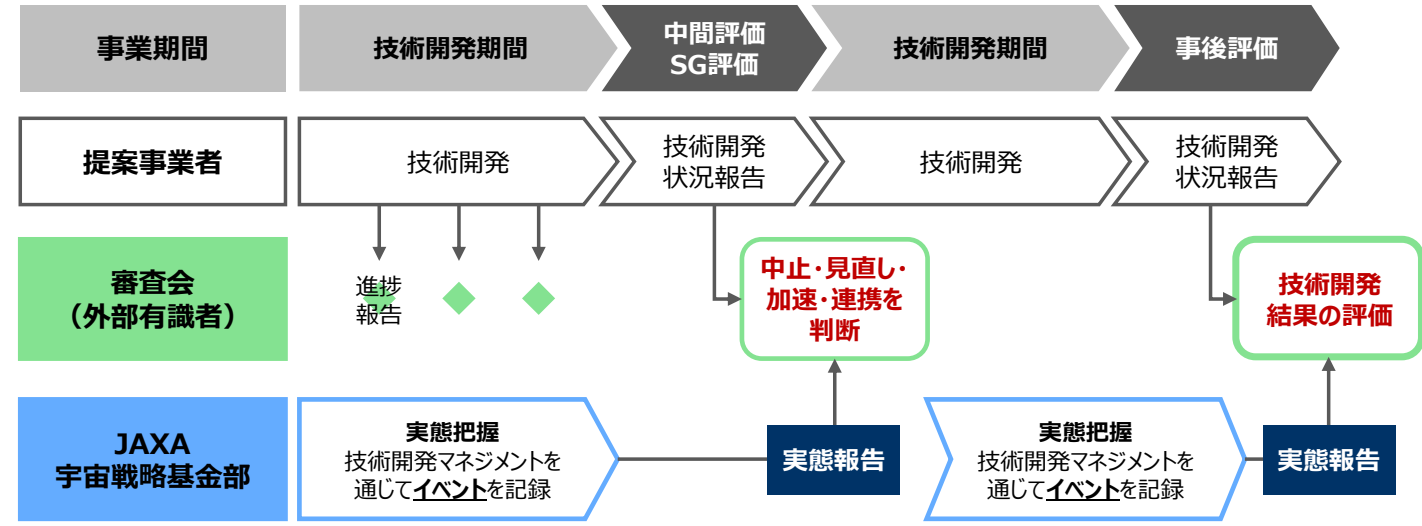 事業期間
技術開発期間
中間評価
SG評価
技術開発期間
事後評価
提案事業者
技術開発
技術開発
状況報告
技術開発
技術開発
状況報告
審査会
（外部有識者）
進捗
報告
中止・見直し・
加速・連携を
判断
技術開発
結果の評価
JAXA
宇宙戦略基金部
実態把握
技術開発マネジメントを
通じてイベントを記録
実態報告
実態把握
技術開発マネジメントを
通じてイベントを記録
実態報告